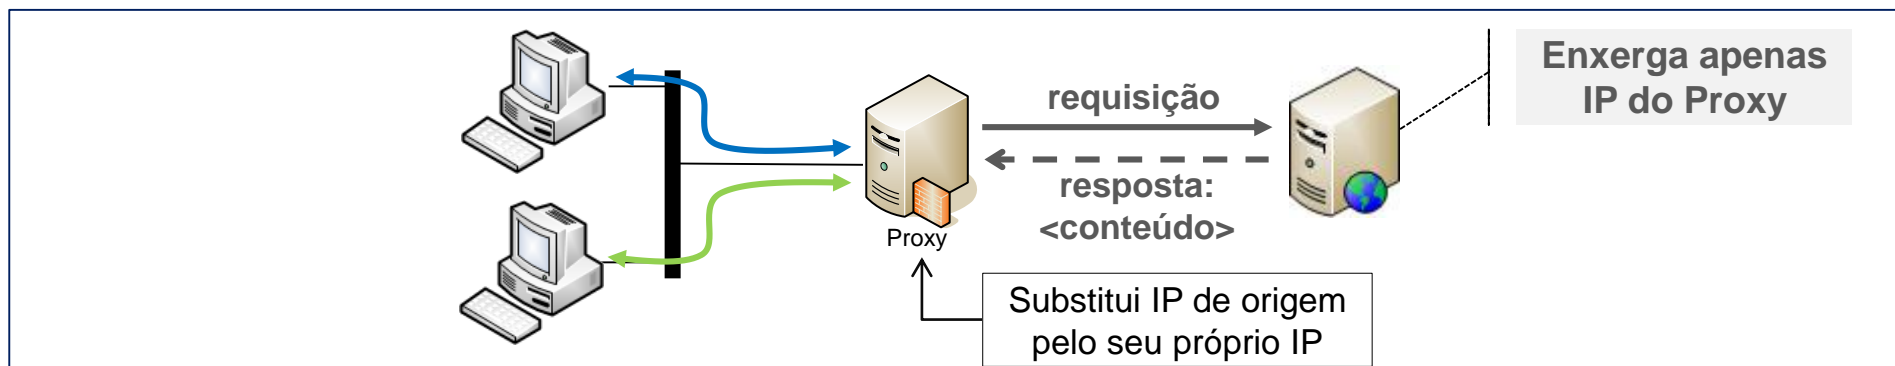 Enxerga apenas
IP do Proxy
requisição
resposta:
<conteúdo>
Proxy
Substitui IP de origem
pelo seu próprio IP